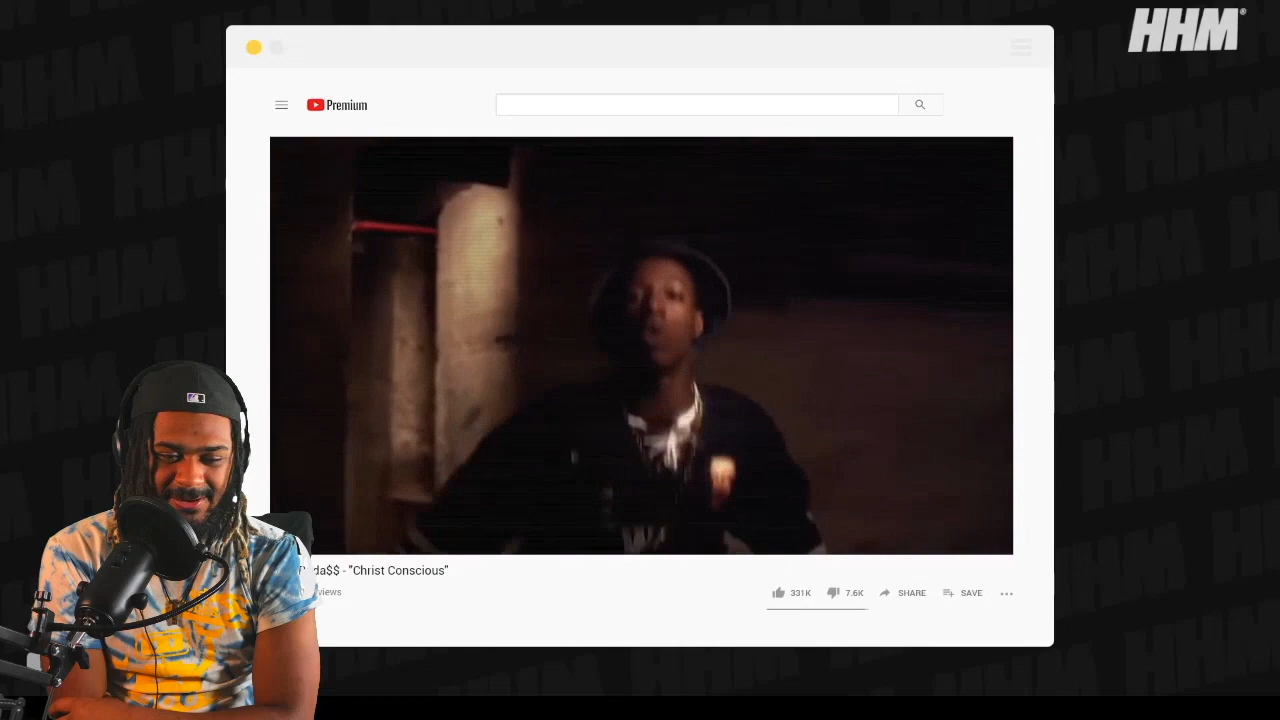 HHM
Premium
da$$ - "Christ Conscious"
views
331K
7.6K
SHARE
SAVE